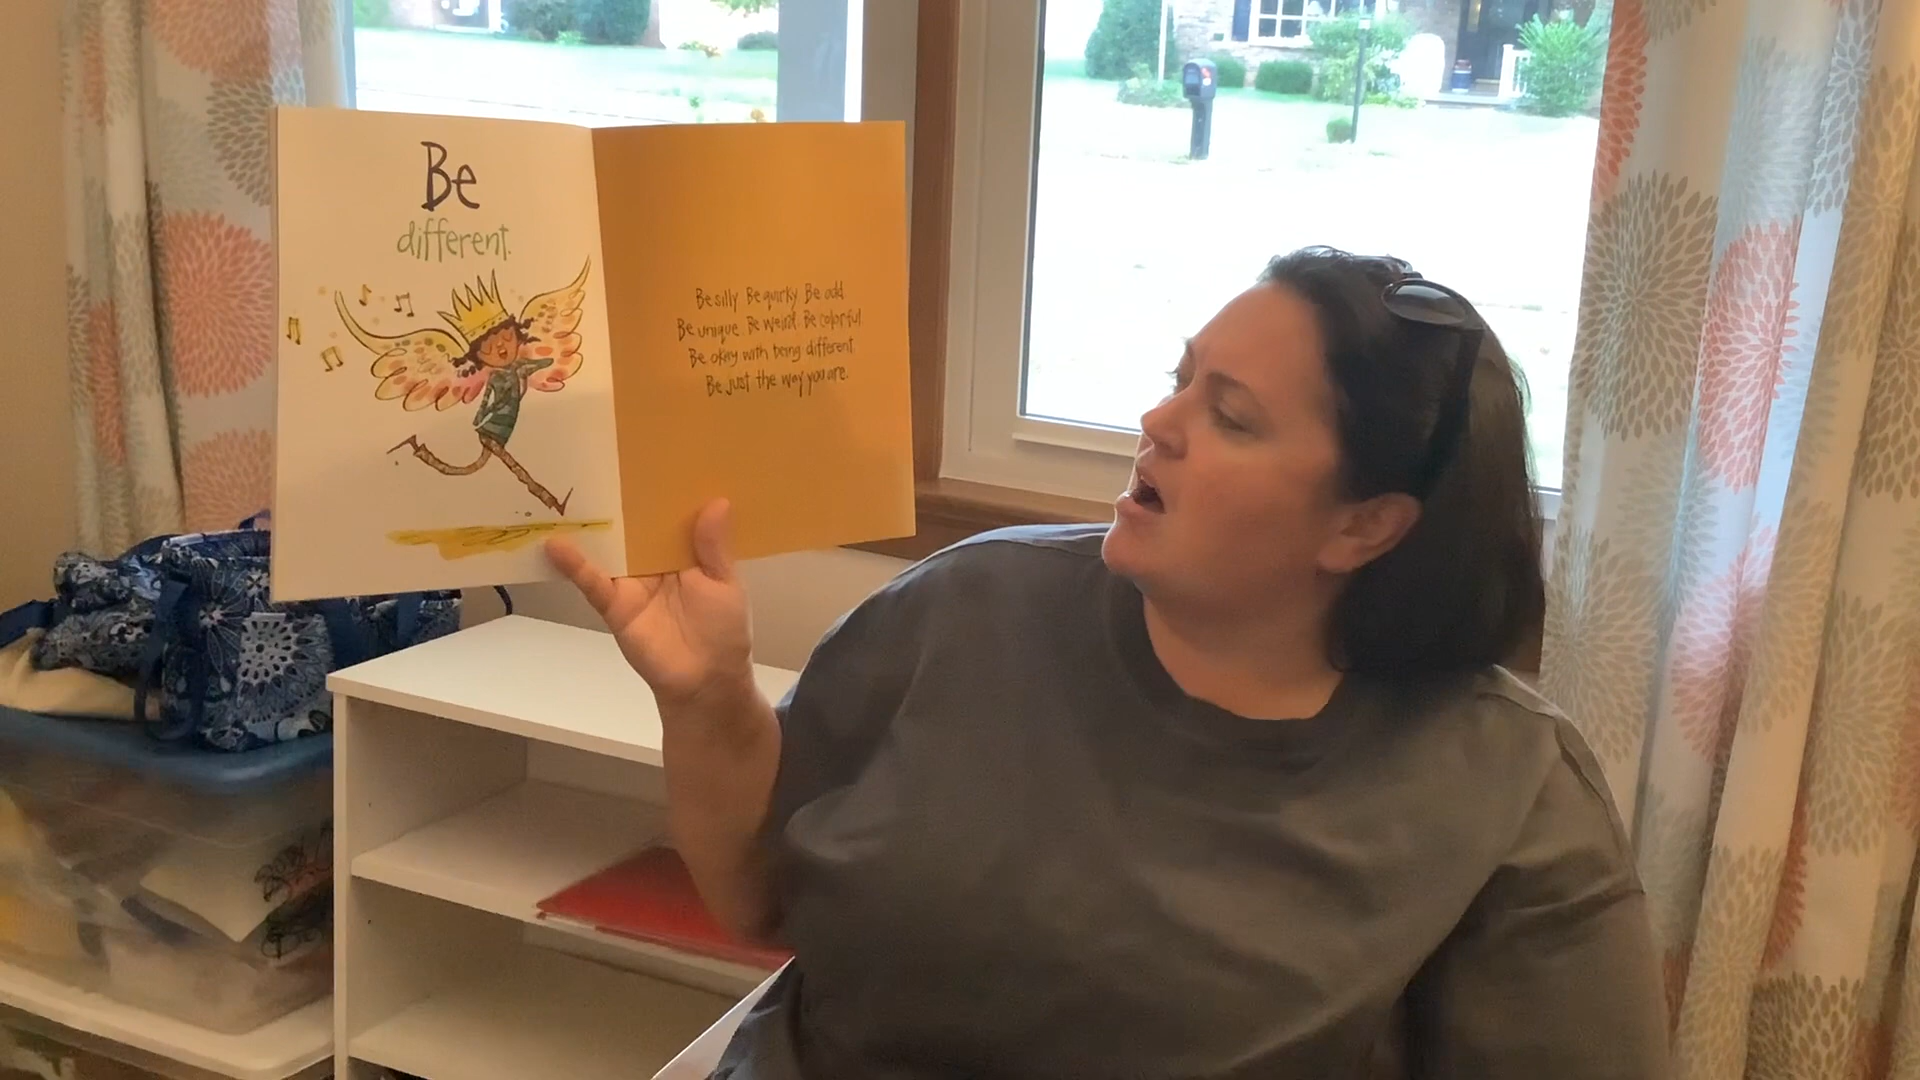 Be
different.
Be silly. Be quirky. Be odd.
Be unique. Be weird. Be colorful.
Be okay with being different.
Be just the way you are.